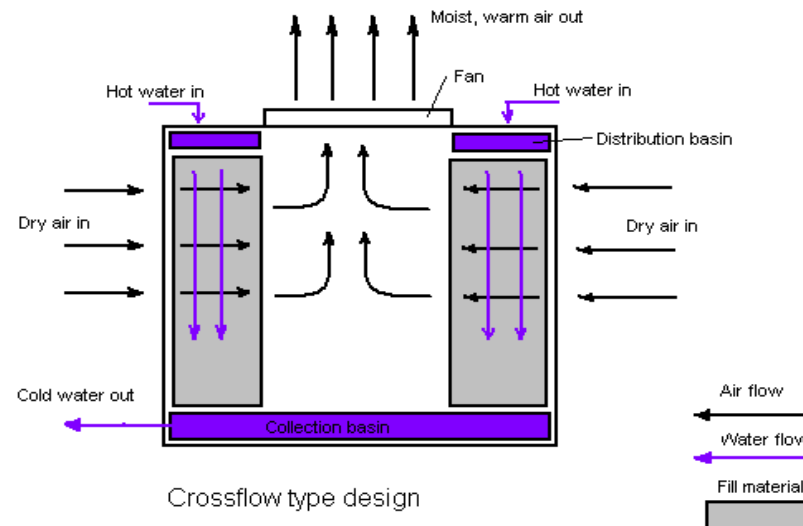 Moist, warm air out
Fan
Hot water in
Hot water in
Distribution basin
Dry air in
Dry air in
Cold water out
Collection basin
Air flow
Water flow
Fill material
Crossflow type design